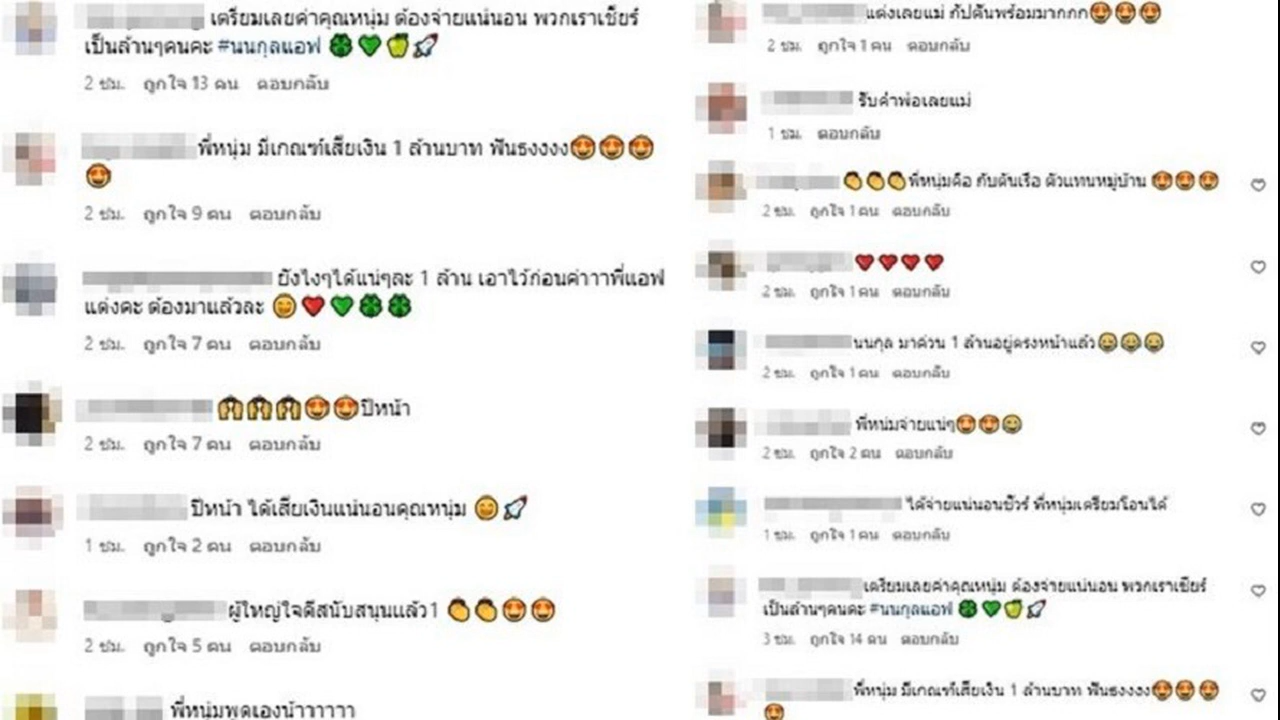 เตรียมเลยค่าคุณหนุ่ม ต้องจ่ายแน่นอน พวกเราเชียร์
เป็นล้านๆคนคะ #นนกุลแอฟ 🍀💚🍏🚀
2 ชม. ถูกใจ 13 คน ตอบกลับ
พี่หนุ่ม มีเกณฑ์เสียเงิน 1 ล้านบาท ฟันธงงงง😍😍😍
😍
2 ชม. ถูกใจ 9 คน ตอบกลับ
ยังไงๆได้แน่ๆละ 1 ล้าน เอาไว้ก่อนค่าาาพี่แอฟ
แต่งคะ ต้องมาแล้วละ 😁❤️💚🍀🍀
2 ชม. ถูกใจ 7 คน ตอบกลับ
🙌🙌🙌😍😍ปีหน้า
2 ชม. ถูกใจ 7 คน ตอบกลับ
ปีหน้า ได้เสียเงินแน่นอนคุณหนุ่ม 😁🚀
1 ชม. ถูกใจ 2 คน ตอบกลับ
ผู้ใหญ่ใจดีสนับสนุนแล้ว1 👏👏😍😍
2 ชม. ถูกใจ 5 คน ตอบกลับ
พี่หนุ่มพูดเองน้าาาาาา
แต่งเลยแม่ กัปตันพร้อมมากกก😍😍😍
2 ชม. ถูกใจ 1 คน ตอบกลับ
รับคำพ่อเลยแม่
1 ชม. ตอบกลับ
👏👏👏พี่หนุ่มคือ กับตันเรือ ตัวแทนหมู่บ้าน 😍😍😍
2 ชม. ถูกใจ 1 คน ตอบกลับ
❤️❤️❤️❤️
2 ชม. ถูกใจ 1 คน ตอบกลับ
นนกุล มาด่วน 1 ล้านอยู่ตรงหน้าแล้ว😂😂😂
2 ชม. ถูกใจ 1 คน ตอบกลับ
พี่หนุ่มจ่ายแน่ๆ😍😍😂
2 ชม. ถูกใจ 2 คน ตอบกลับ
ได้จ่ายแน่นอนชัวร์ พี่หนุ่มเตรียมโอนได้
1 ชม. ถูกใจ 1 คน ตอบกลับ
เตรียมเลยค่าคุณหนุ่ม ต้องจ่ายแน่นอน พวกเราเชียร์
เป็นล้านๆคนคะ #นนกุลแอฟ 🍀💚🍏🚀
3 ชม. ถูกใจ 14 คน ตอบกลับ
พี่หนุ่ม มีเกณฑ์เสียเงิน 1 ล้านบาท ฟันธงงงง😍😍😍
😍